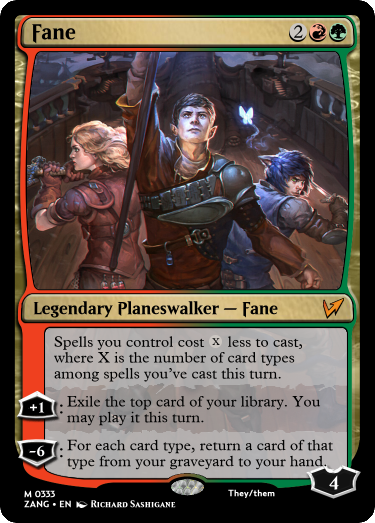 Fane 2
Legendary Planeswalker — Fane
Spells you control cost X less to cast,
where X is the number of card types
among spells you've cast this turn.
+1: Exile the top card of your library. You
may play it this turn.
-6: For each card type, return a card of that
type from your graveyard to your hand.
4
M 0333
ZANG • EN Richard Sashigane
They/them